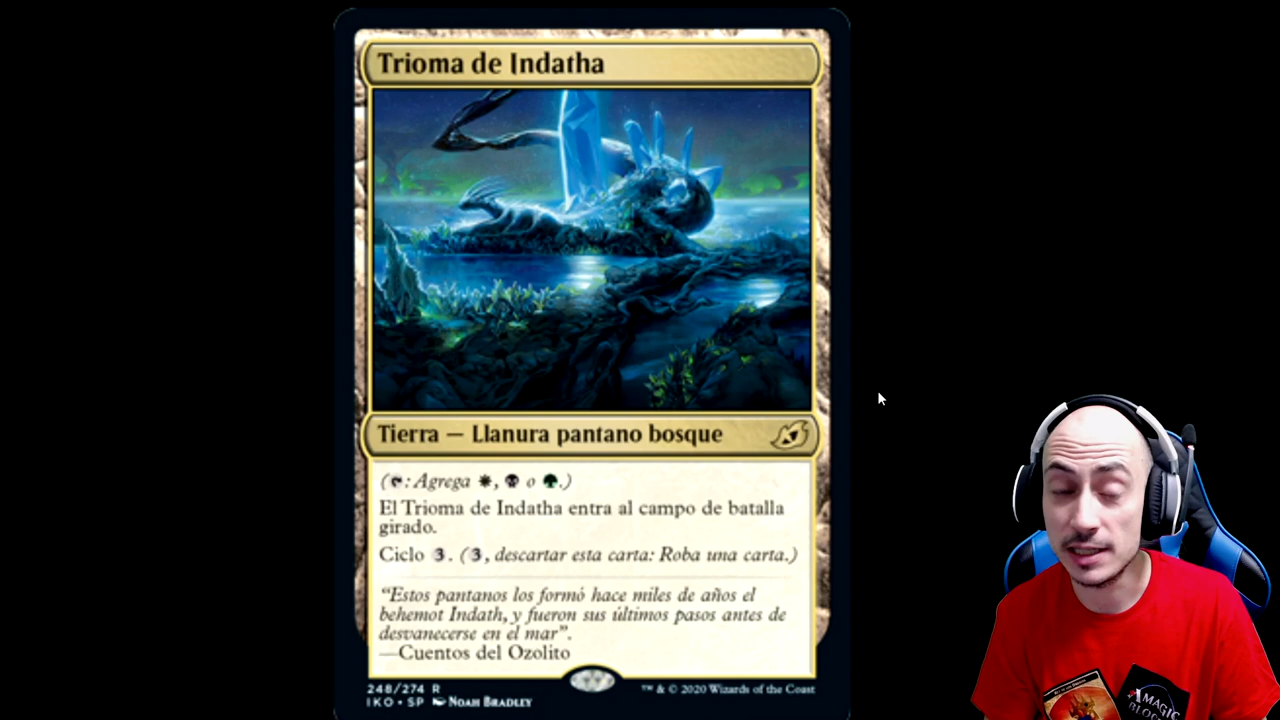 Trioma de Indatha
Tierra — Llanura pantano bosque
( : Agrega , o .)
El Trioma de Indatha entra al campo de batalla
girado.
Ciclo 3. (3, descartar esta carta: Roba una carta.)
“Estos pantanos los formó hace miles de años el
behemot Indath, y fueron sus últimos pasos antes de
desvanecerse en el mar”.
—Cuentos del Ozolito
248/274 R
IKO • SP NOAH BRADLEY
™ & © 2020 Wizards of the Coast
MAGIC